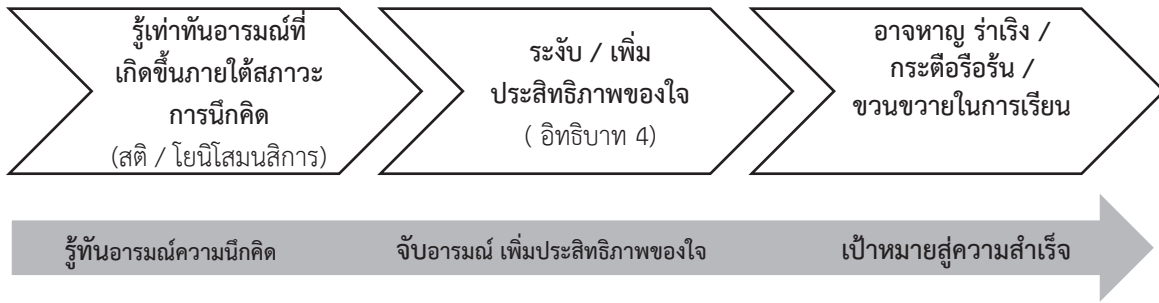 รู้เท่าทันอารมณ์ที่
เกิดขึ้นภายใต้สภาวะ
การนึกคิด
(สติ / โยนิโสมนสิการ)
ระงับ / เพิ่ม
ประสิทธิภาพของใจ
( อิทธิบาท 4)
อาจหาญ ร่าเริง /
กระตือรือร้น /
ขวนขวายในการเรียน
รู้ทันอารมณ์ความนึกคิด
จับอารมณ์ เพิ่มประสิทธิภาพของใจ
เป้าหมายสู่ความสำเร็จ